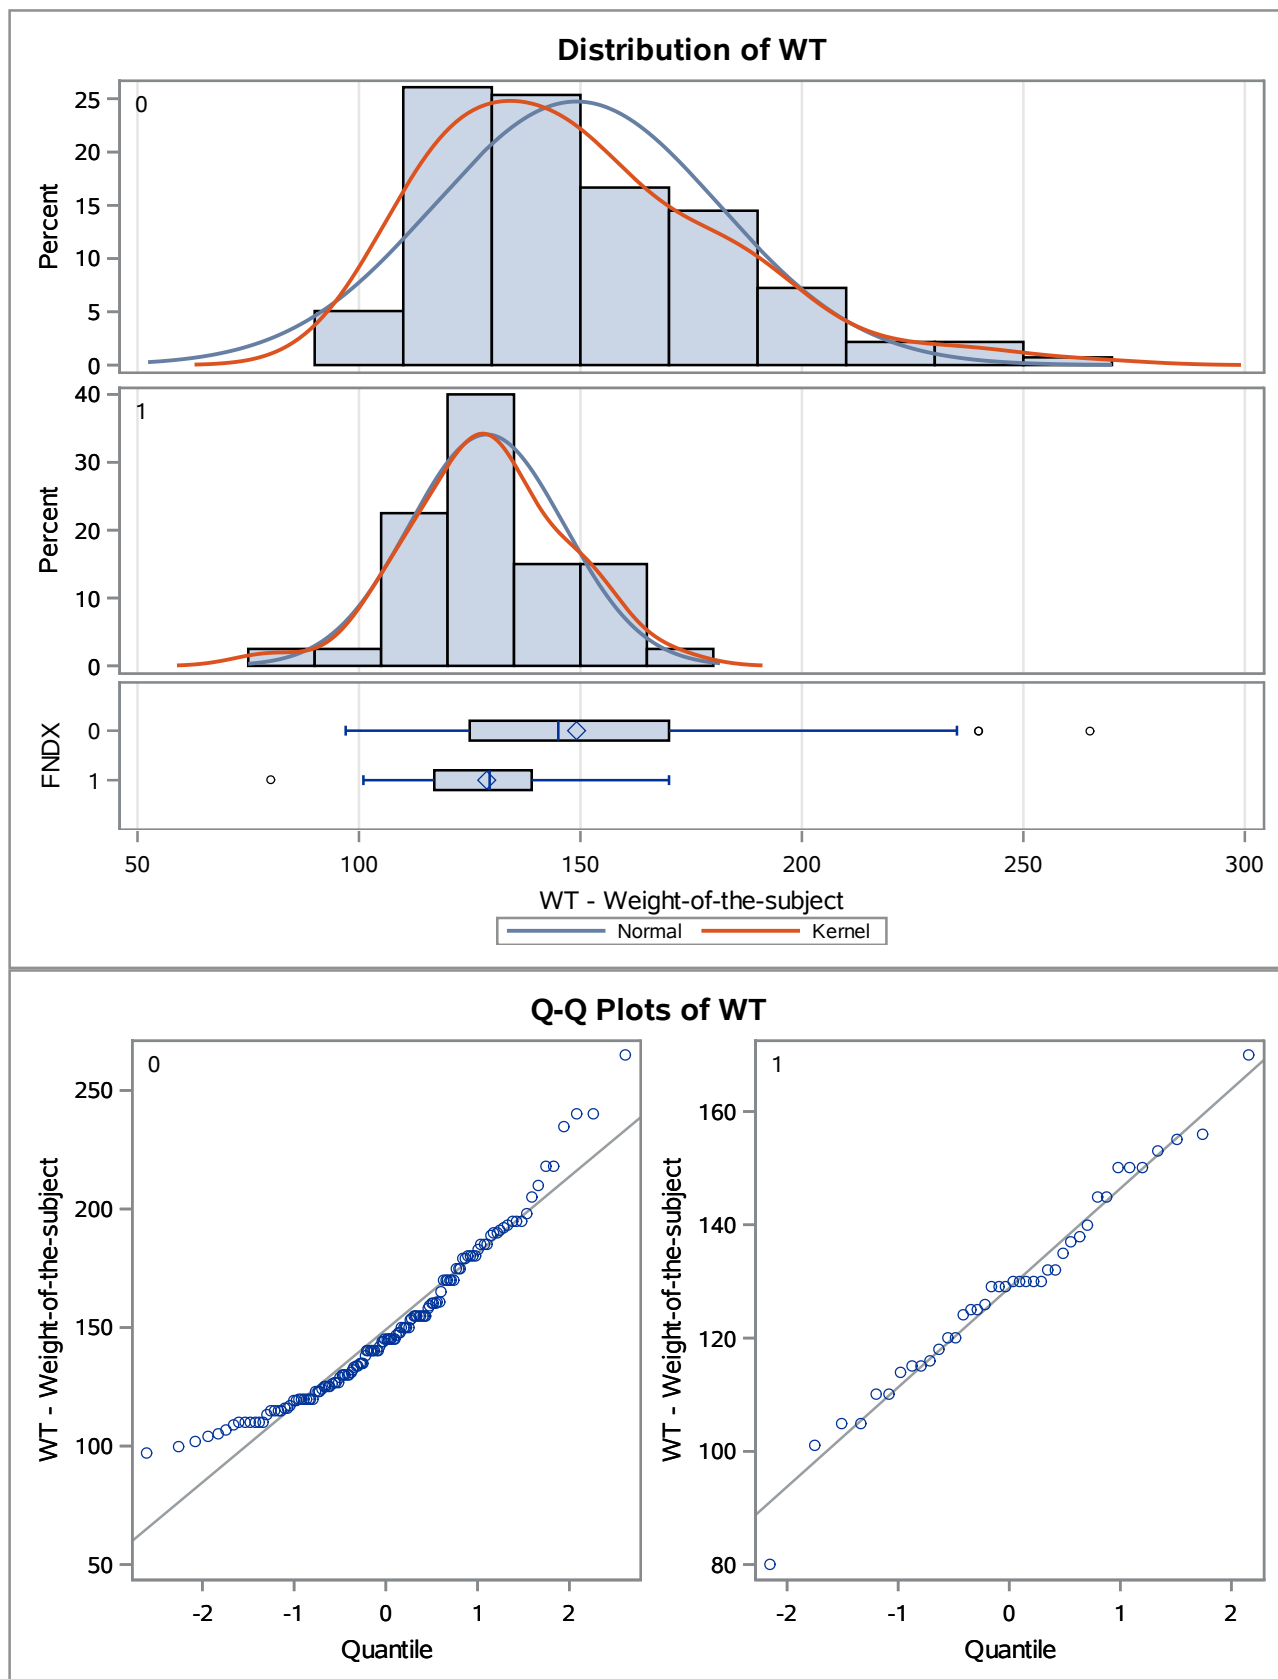 Distribution of WT
0
25
20
15
10
5
0
Percent
1
40
30
20
10
0
Percent
FNDX
0
1
50 100 150 200 250 300
WT - Weight-of-the-subject
Normal Kernel
Q-Q Plots of WT
0
250
200
150
100
50
WT - Weight-of-the-subject
-2 -1 0 1 2
Quantile
1
160
140
120
100
80
WT - Weight-of-the-subject
-2 -1 0 1 2
Quantile